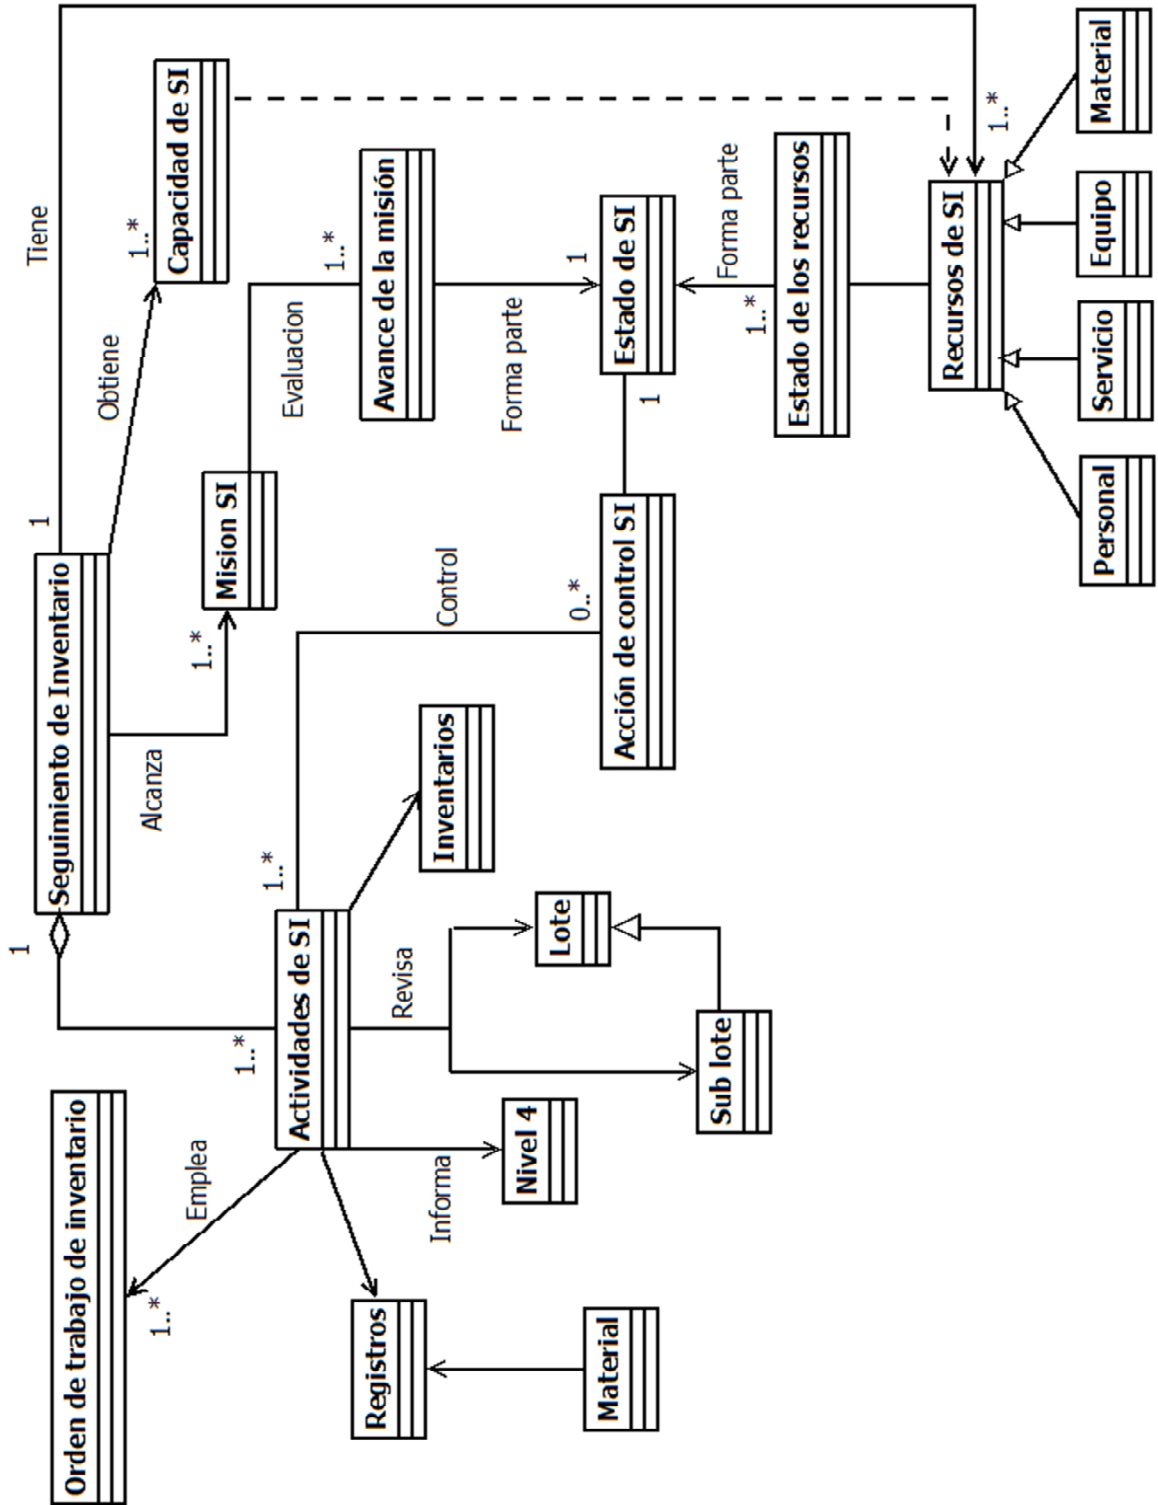 1
1
Tiene
Orden de trabajo de inventario
Seguimiento de Inventario
Obtiene
1..*
1..*
Alcanza
Capacidad de SI
Emplea
1..*
Mision SI
1..*
1..*
Evaluacion
Actividades de SI
1..*
Registros
Avance de la misión
Revisa
Informa
Inventarios
Control
Forma parte
Nivel 4
Lote
0..*
1
Material
Acción de control SI
Estado de SI
1
Sub lote
Forma parte
1..*
Estado de los recursos
Recursos de SI
1..*
Personal
Servicio
Equipo
Material